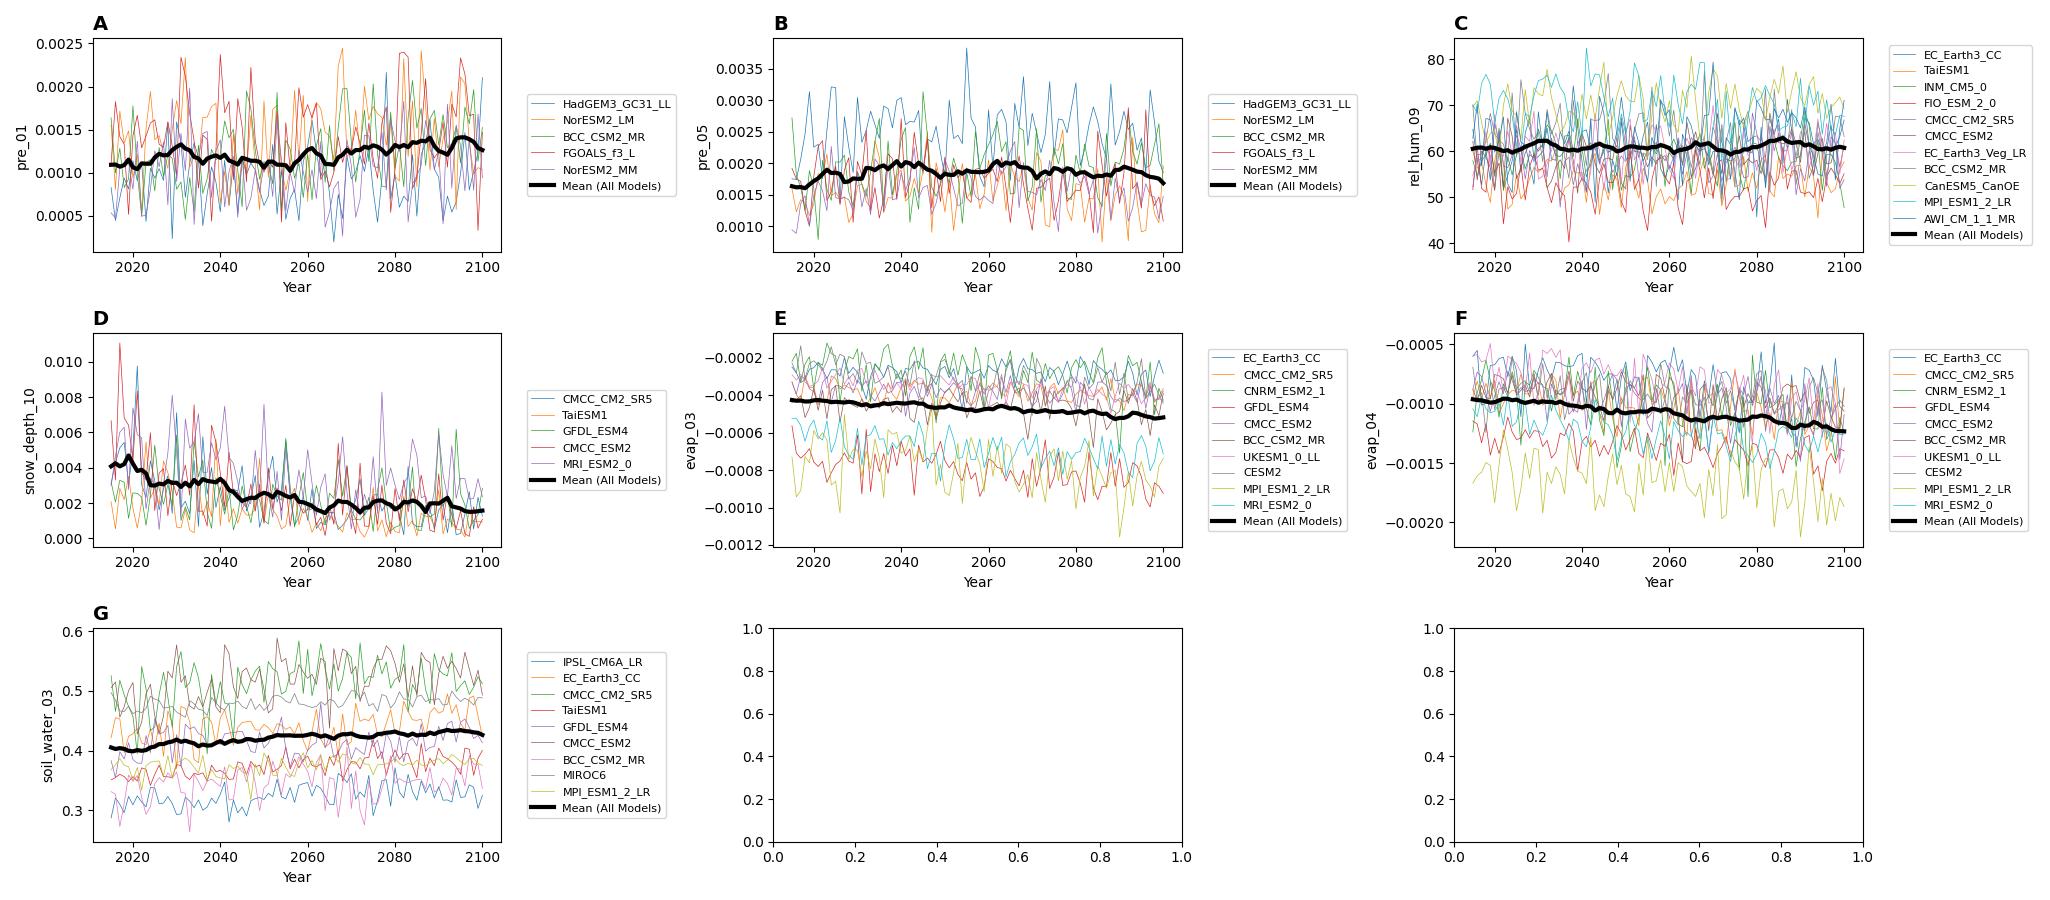 A
pre_01
0.0025
0.0020
0.0015
0.0010
0.0005
2020 2040 2060 2080 2100
Year
HadGEM3_GC31_LL
NorESM2_LM
BCC_CSM2_MR
FGOALS_f3_L
NorESM2_MM
Mean (All Models)
B
pre_05
0.0035
0.0030
0.0025
0.0020
0.0015
0.0010
2020 2040 2060 2080 2100
Year
HadGEM3_GC31_LL
NorESM2_LM
BCC_CSM2_MR
FGOALS_f3_L
NorESM2_MM
Mean (All Models)
C
rel_hum_09
80
70
60
50
40
2020 2040 2060 2080 2100
Year
EC_Earth3_CC
TaiESM1
INM_CM5_0
FIO_ESM_2_0
CMCC_CM2_SR5
CMCC_ESM2
EC_Earth3_Veg_LR
BCC_CSM2_MR
CanESM5_CanOE
MPI_ESM1_2_LR
AWI_CM_1_1_MR
Mean (All Models)
D
snow_depth_10
0.010
0.008
0.006
0.004
0.002
0.000
2020 2040 2060 2080 2100
Year
CMCC_CM2_SR5
TaiESM1
GFDL_ESM4
CMCC_ESM2
MRI_ESM2_0
Mean (All Models)
E
evap_03
−0.0002
−0.0004
−0.0006
−0.0008
−0.0010
−0.0012
2020 2040 2060 2080 2100
Year
EC_Earth3_CC
CMCC_CM2_SR5
CNRM_ESM2_1
GFDL_ESM4
CMCC_ESM2
BCC_CSM2_MR
UKESM1_0_LL
CESM2
MPI_ESM1_2_LR
MRI_ESM2_0
Mean (All Models)
F
evap_04
−0.0005
−0.0010
−0.0015
−0.0020
2020 2040 2060 2080 2100
Year
EC_Earth3_CC
CMCC_CM2_SR5
CNRM_ESM2_1
GFDL_ESM4
CMCC_ESM2
BCC_CSM2_MR
UKESM1_0_LL
CESM2
MPI_ESM1_2_LR
MRI_ESM2_0
Mean (All Models)
G
soil_water_03
0.6
0.5
0.4
0.3
2020 2040 2060 2080 2100
Year
IPSL_CM6A_LR
EC_Earth3_CC
CMCC_CM2_SR5
TaiESM1
GFDL_ESM4
CMCC_ESM2
BCC_CSM2_MR
MIROC6
MPI_ESM1_2_LR
Mean (All Models)
1.0
0.8
0.6
0.4
0.2
0.0
0.0 0.2 0.4 0.6 0.8 1.0
1.0
0.8
0.6
0.4
0.2
0.0
0.0 0.2 0.4 0.6 0.8 1.0